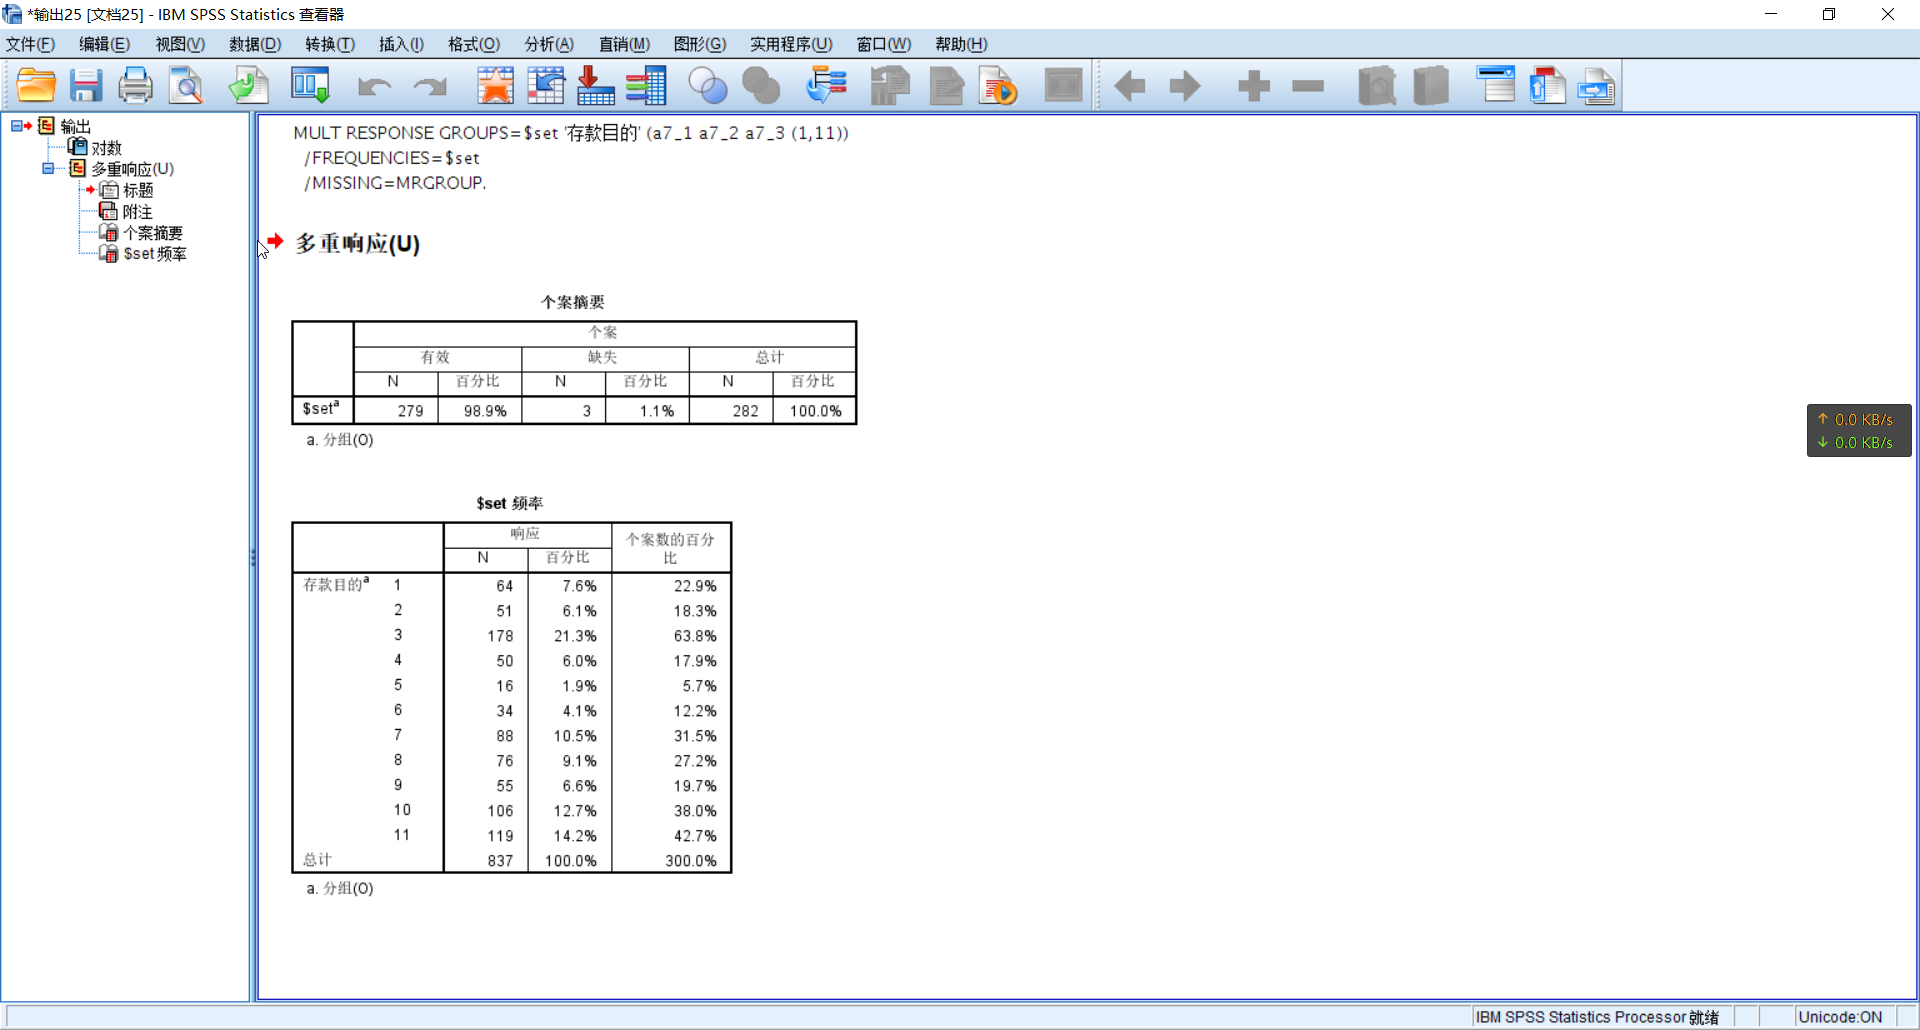 *输出25 [文档25] - IBM SPSS Statistics 查看器
文件(F) 编辑(E) 视图(V) 数据(D) 转换(T) 插入(I) 格式(O) 分析(A) 直销(M) 图形(G) 实用程序(U) 窗口(W) 帮助(H)
输出
对数
多重响应(U)
标题
附注
个案摘要
$set 频率
MULT RESPONSE GROUPS=$set '存款目的' (a7_1 a7_2 a7_3 (1,11))
/FREQUENCIES=$set
/MISSING=MRGROUP.
多重响应(U)
个案摘要
个案
有效 缺失 总计
N 百分比 N 百分比 N 百分比
$setª 279 98.9% 3 1.1% 282 100.0%
a. 分组(O)
$set 频率
响应 个案数的百分比
N 百分比
存款目的ª 1 64 7.6% 22.9%
2 51 6.1% 18.3%
3 178 21.3% 63.8%
4 50 6.0% 17.9%
5 16 1.9% 5.7%
6 34 4.1% 12.2%
7 88 10.5% 31.5%
8 76 9.1% 27.2%
9 55 6.6% 19.7%
10 106 12.7% 38.0%
11 119 14.2% 42.7%
总计 837 100.0% 300.0%
a. 分组(O)
↑ 0.0 KB/s
↓ 0.0 KB/s
IBM SPSS Statistics Processor 就绪 Unicode:ON